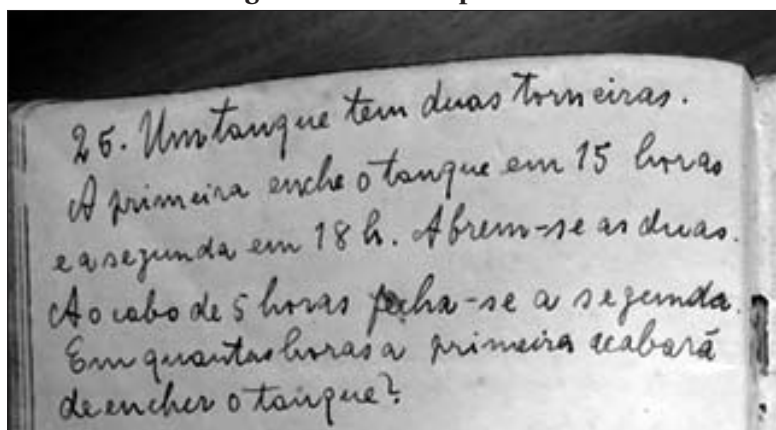 26. Um tanque tem duas torneiras.
A primeira enche o tanque em 15 horas
e a segunda em 18 h. Abrem-se as duas.
Ao cabo de 5 horas fecha-se a segunda.
Em quantas horas a primeira acabará
de encher o tanque?